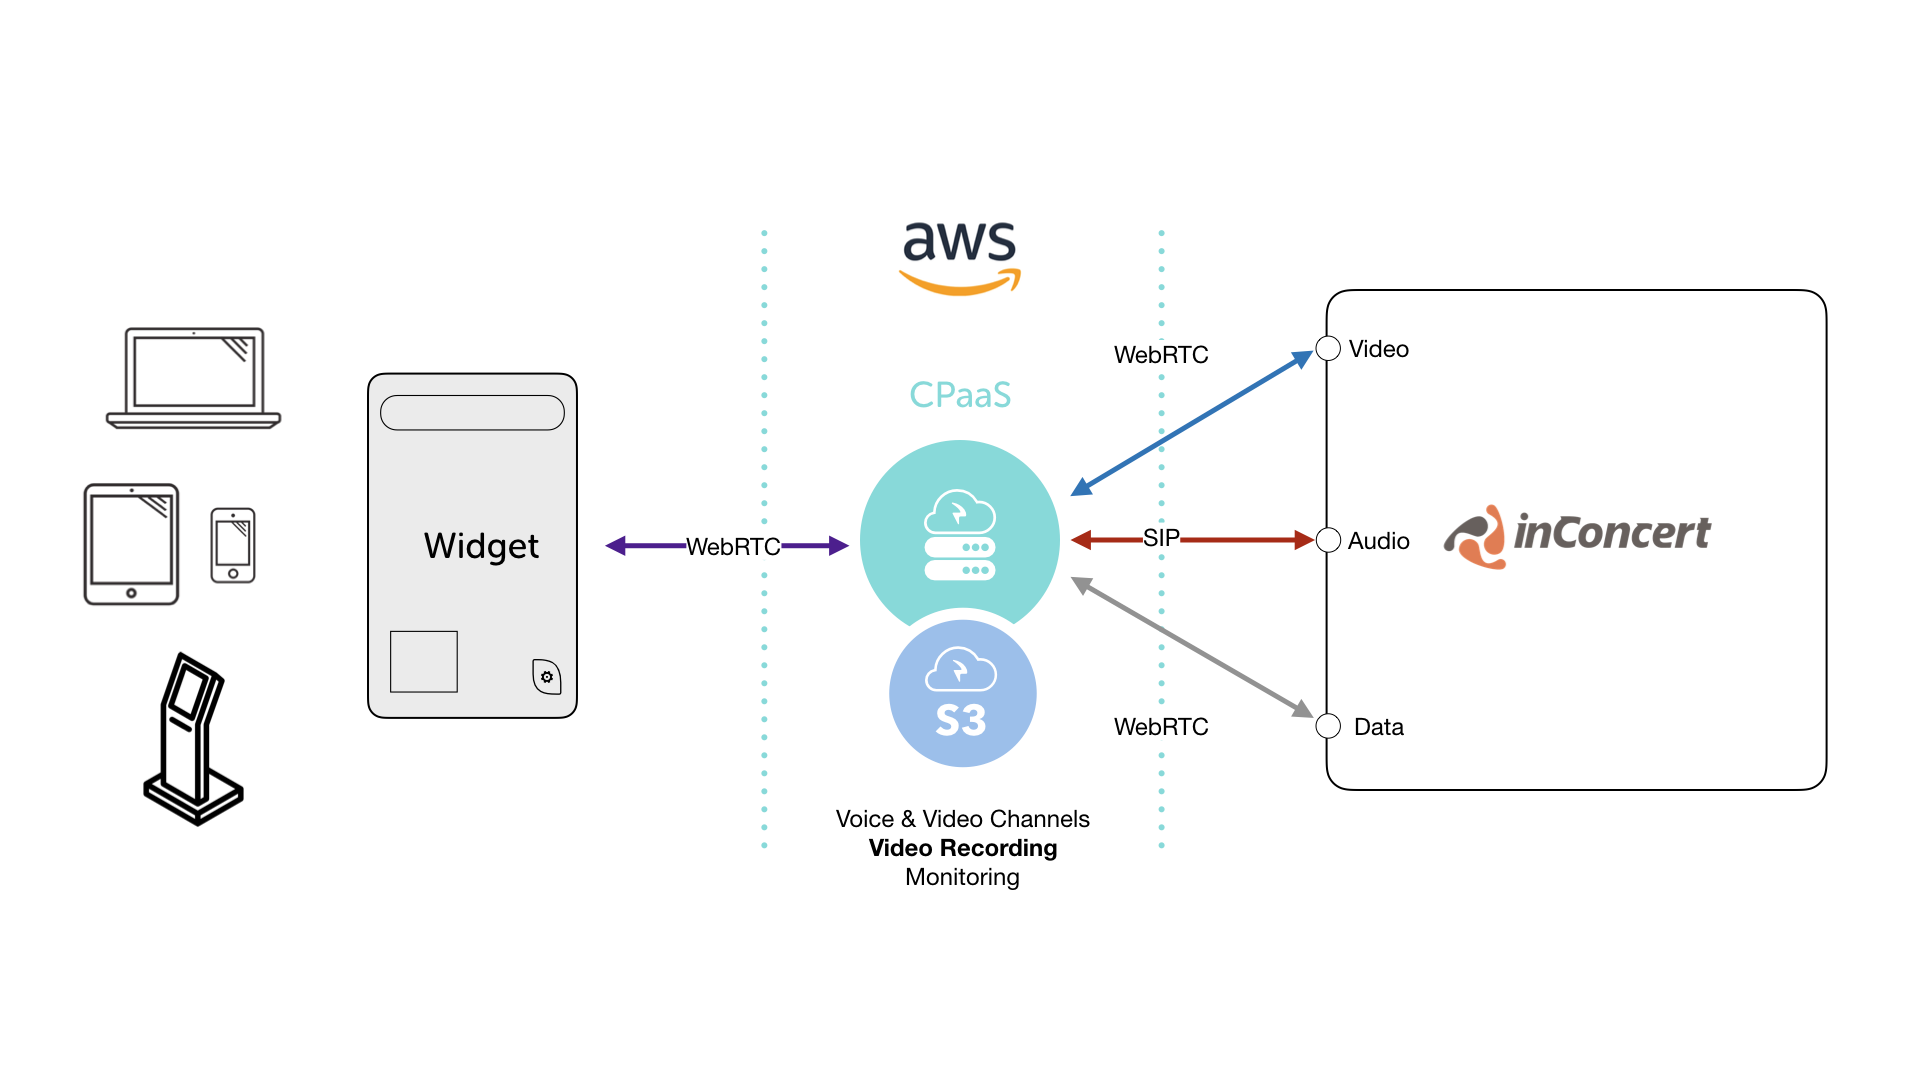 aws
WebRTC
Video
CPaaS
Widget
WebRTC
SIP
Audio
inConcert
S3
WebRTC
Data
Voice & Video Channels
Video Recording
Monitoring